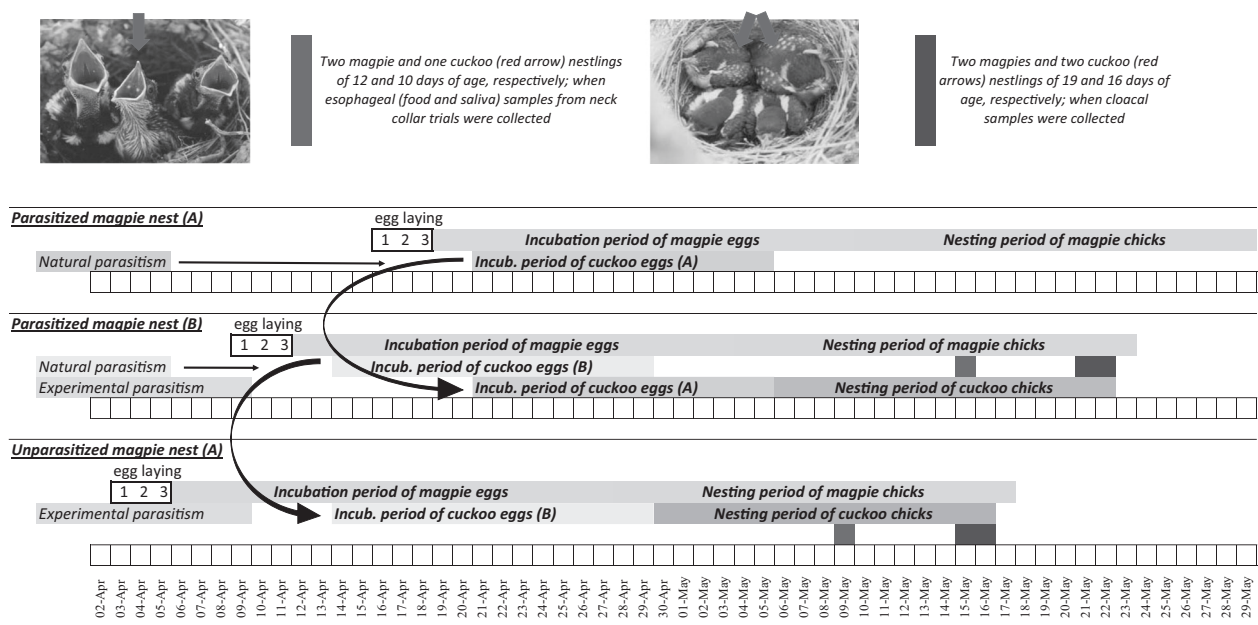 Two magpie and one cuckoo (red arrow) nestlings
of 12 and 10 days of age, respectively; when
esophageal (food and saliva) samples from neck
collar trials were collected
Two magpies and two cuckoo (red
arrows) nestlings of 19 and 16 days of
age, respectively; when cloacal
samples were collected
Parasitized magpie nest (A)
egg laying
1 2 3
Incubation period of magpie eggs
Nesting period of magpie chicks
Natural parasitism
Incub. period of cuckoo eggs (A)
Parasitized magpie nest (B)
egg laying
1 2 3
Incubation period of magpie eggs
Nesting period of magpie chicks
Natural parasitism
Incub. period of cuckoo eggs (B)
Experimental parasitism
Incub. period of cuckoo eggs (A)
Nesting period of cuckoo chicks
Unparasitized magpie nest (A)
egg laying
1 2 3
Incubation period of magpie eggs
Nesting period of magpie chicks
Experimental parasitism
Incub. period of cuckoo eggs (B)
Nesting period of cuckoo chicks
02-Apr
03-Apr
04-Apr
05-Apr
06-Apr
07-Apr
08-Apr
09-Apr
10-Apr
11-Apr
12-Apr
13-Apr
14-Apr
15-Apr
16-Apr
17-Apr
18-Apr
19-Apr
20-Apr
21-Apr
22-Apr
23-Apr
24-Apr
25-Apr
26-Apr
27-Apr
28-Apr
29-Apr
30-Apr
01-May
02-May
03-May
04-May
05-May
06-May
07-May
08-May
09-May
10-May
11-May
12-May
13-May
14-May
15-May
16-May
17-May
18-May
19-May
20-May
21-May
22-May
23-May
24-May
25-May
26-May
27-May
28-May
29-May